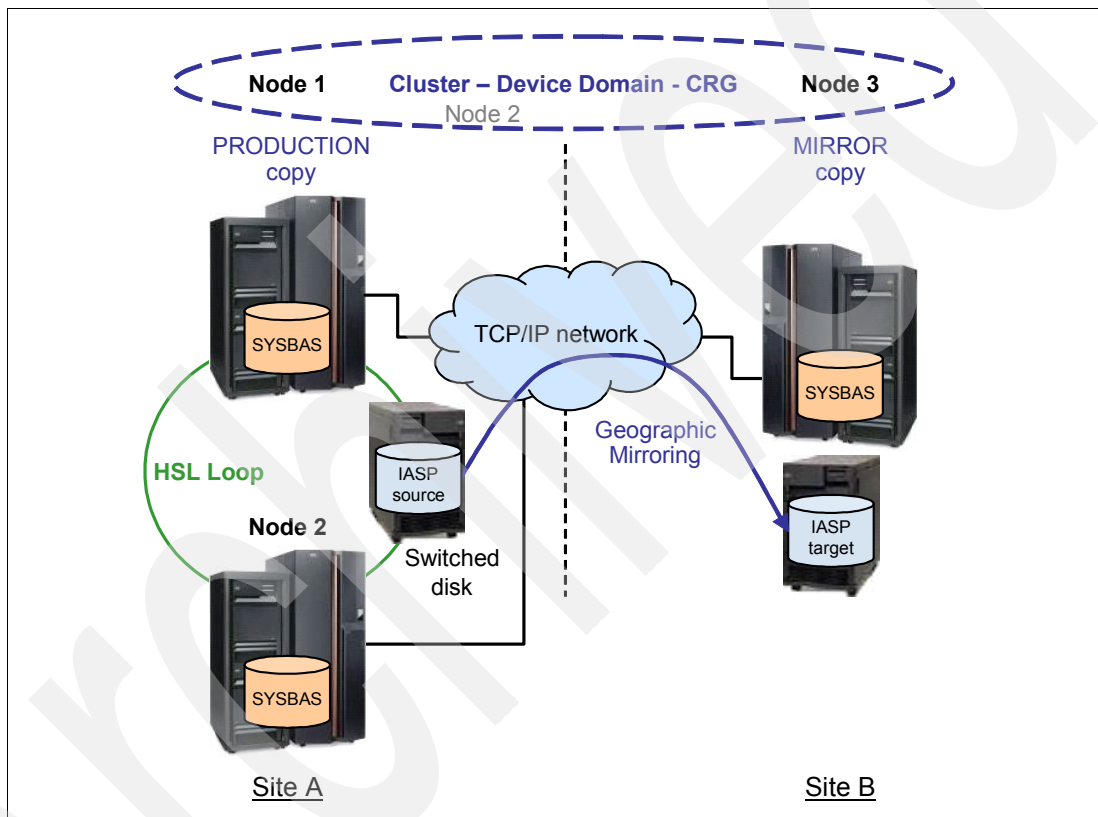 Node 1 Cluster – Device Domain - CRG Node 3
Node 2
PRODUCTION
copy
MIRROR
copy
SYSBAS
TCP/IP network
SYSBAS
HSL Loop
IASP
source
Geographic
Mirroring
Node 2
Switched
disk
IASP
target
SYSBAS
Site A
Site B